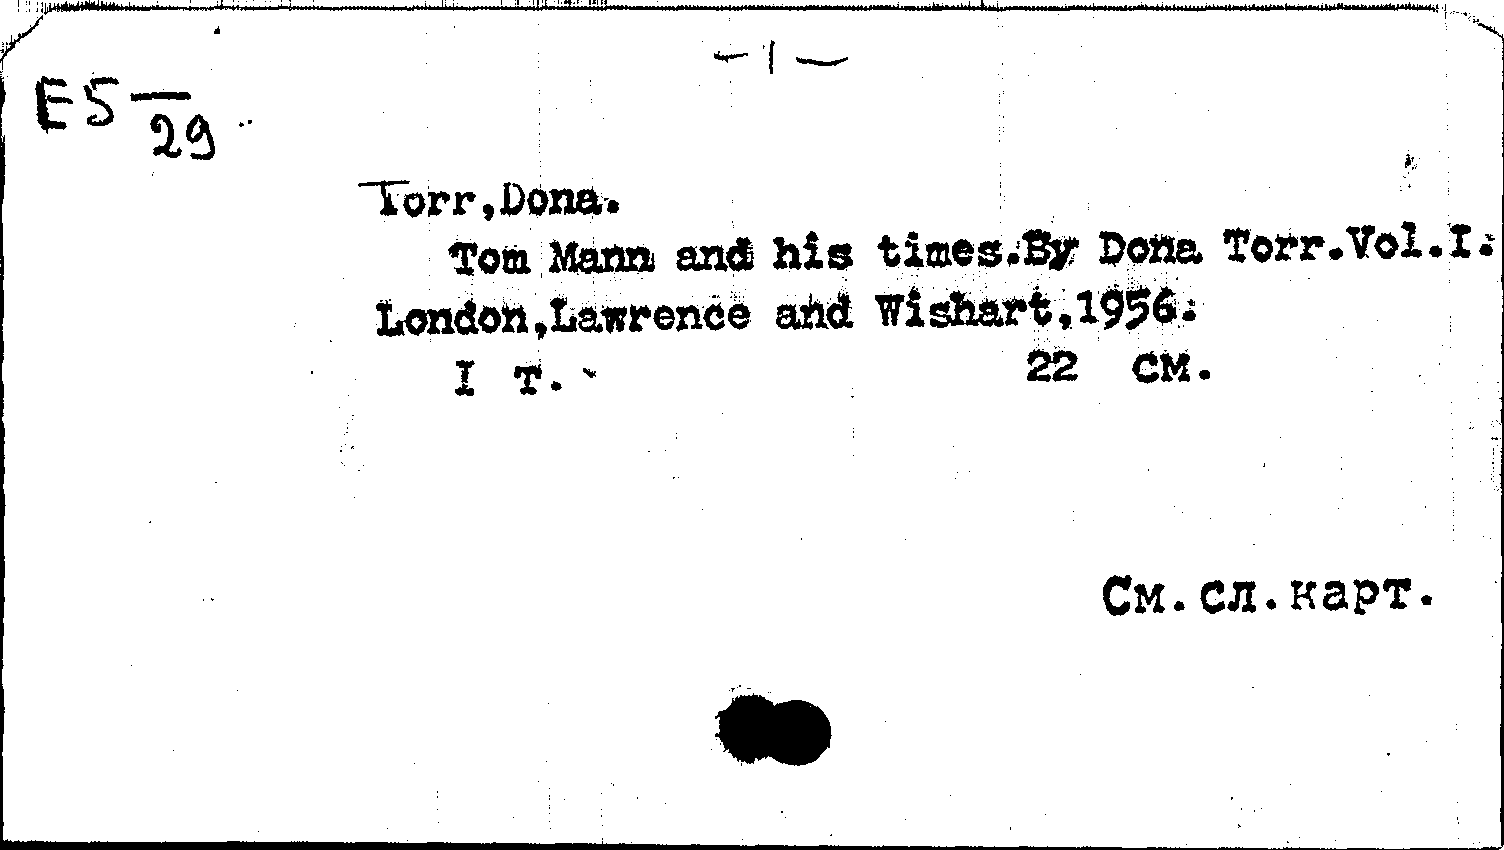 - 1 -
E5 —
29
Torr,Dona.
Tom Mann and his times.By Dona Torr.Vol.I.
London,Lawrence and Wishart,1956.
I т. 22 см.
См.сл.карт.